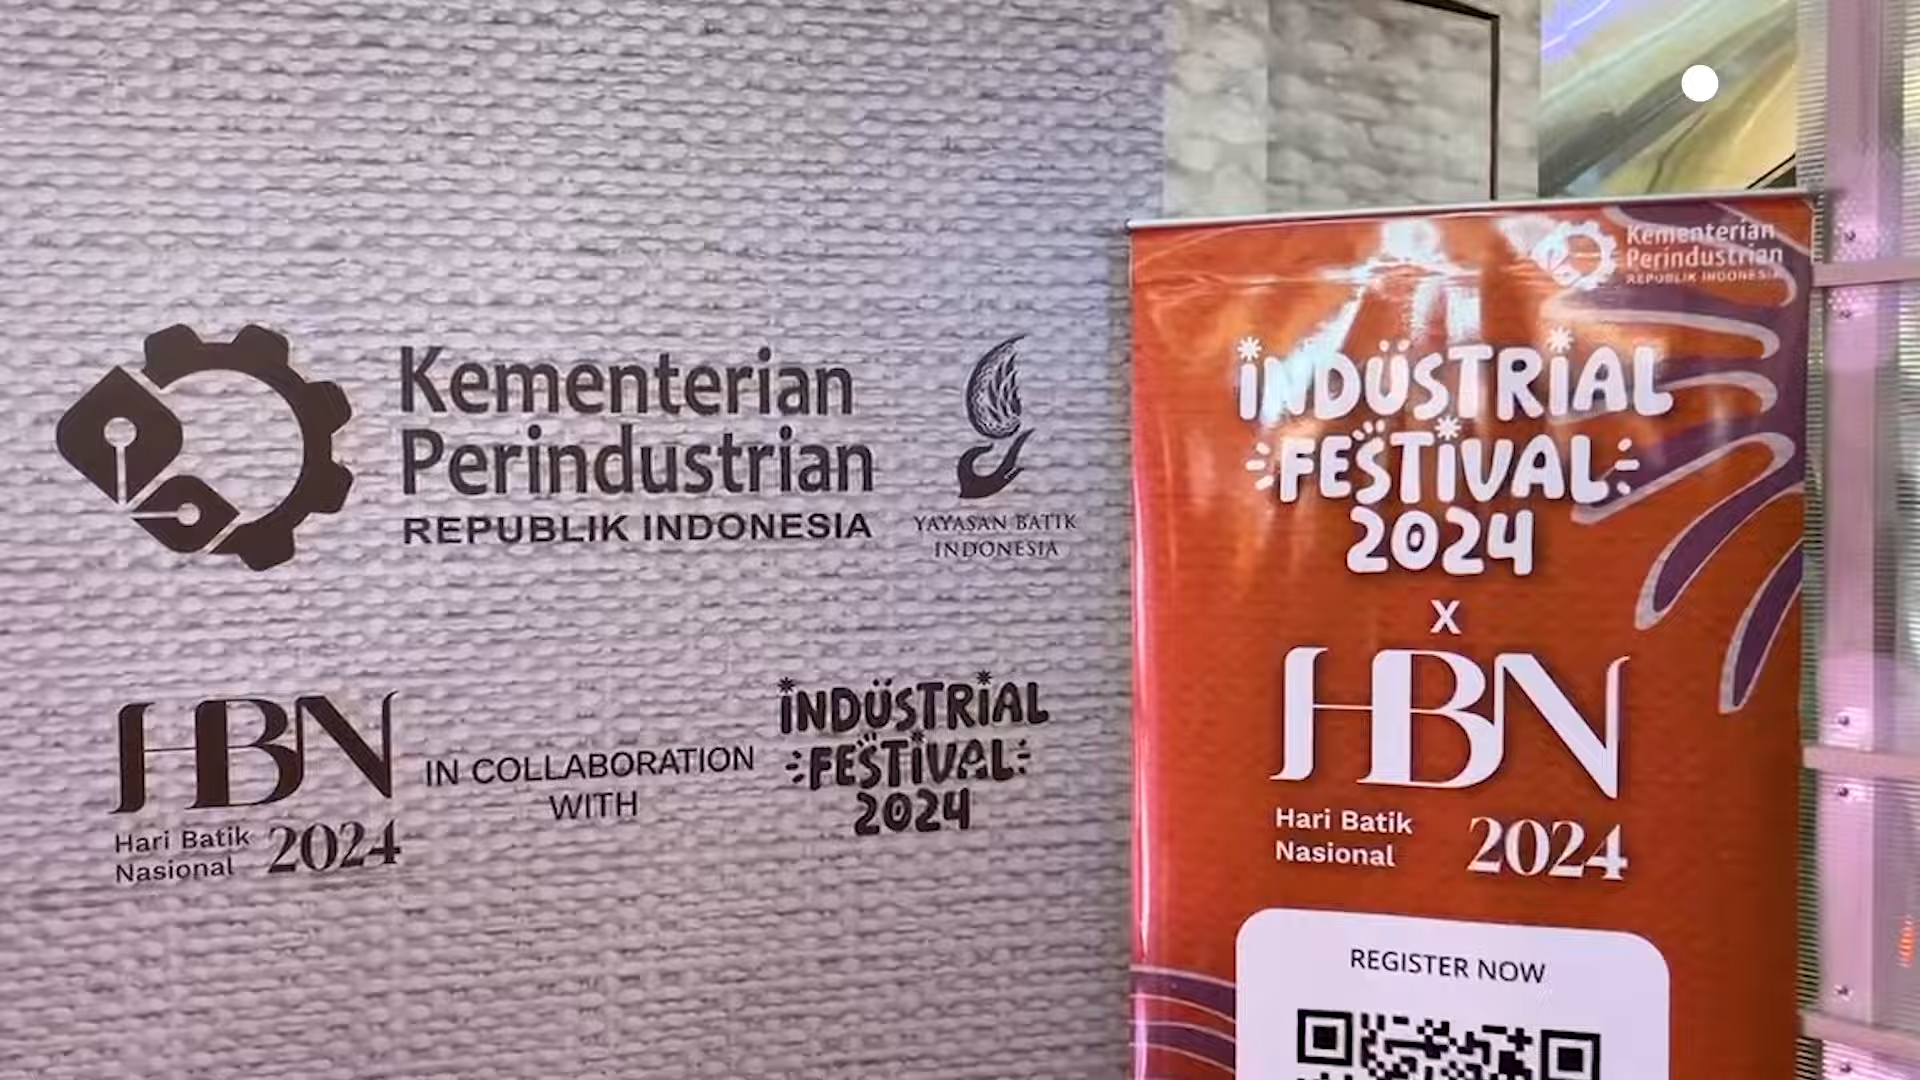 Kementerian
Perindustrian
REPUBLIK INDONESIA
YAYASAN BATIK
INDONESIA
HBN
Hari Batik
Nasional
2024
IN COLLABORATION
WITH
INDUSTRIAL
FESTIVAL
2024
Kementerian
Perindustrian
REPUBLIK INDONESIA
INDUSTRIAL
FESTIVAL
2024
X
HBN
Hari Batik
Nasional
2024
REGISTER NOW